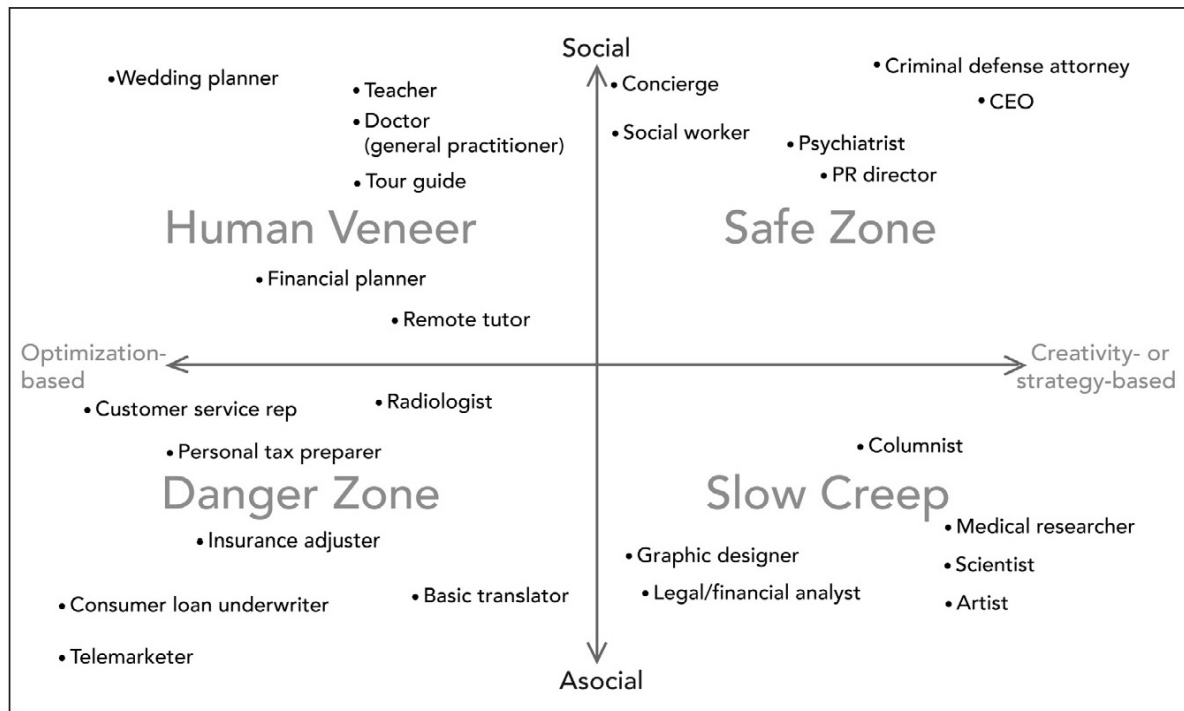 Social
• Wedding planner
• Teacher
• Doctor
(general practitioner)
• Tour guide
• Concierge
• Social worker
• Criminal defense attorney
• CEO
• Psychiatrist
• PR director
Human Veneer
Safe Zone
• Financial planner
• Remote tutor
Optimization-
based
Creativity- or
strategy-based
• Customer service rep
• Radiologist
• Personal tax preparer
• Columnist
Danger Zone
Slow Creep
• Insurance adjuster
• Basic translator
• Consumer loan underwriter
• Telemarketer
• Graphic designer
• Legal/financial analyst
• Medical researcher
• Scientist
• Artist
Asocial